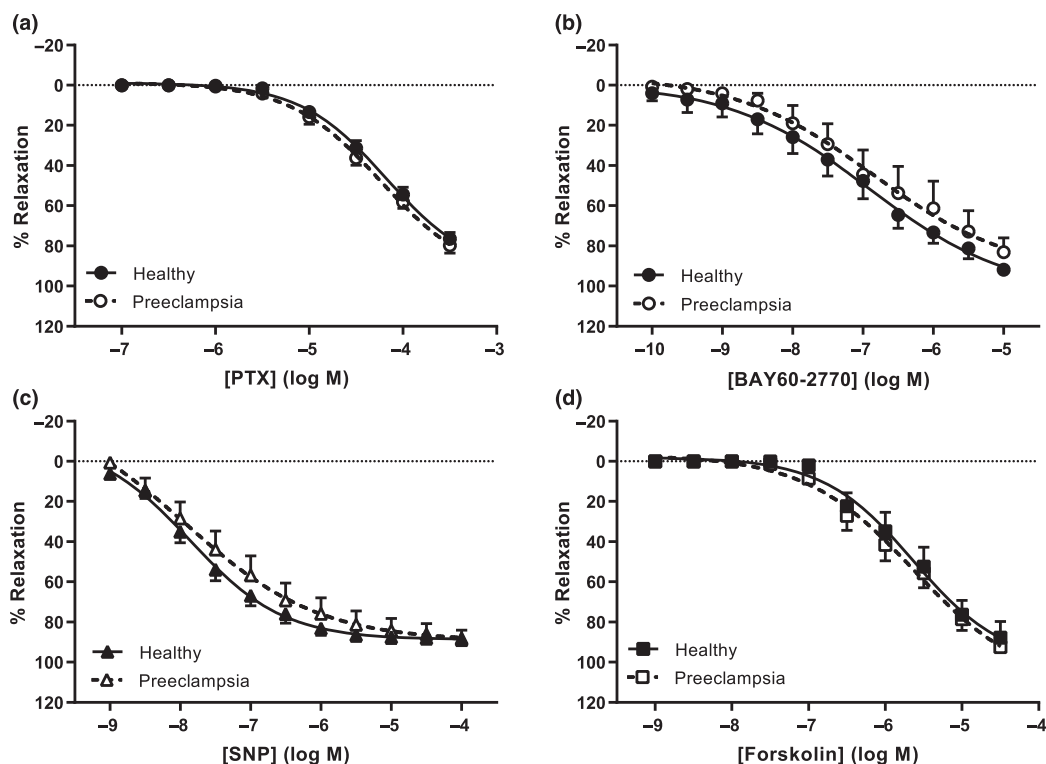 (a)
−20
0
20
40
60
80
100
120
% Relaxation
Healthy
Preeclampsia
−7 −6 −5 −4 −3
[PTX] (log M)
(b)
−20
0
20
40
60
80
100
120
% Relaxation
Healthy
Preeclampsia
−10 −9 −8 −7 −6 −5
[BAY60-2770] (log M)
(c)
−20
0
20
40
60
80
100
120
% Relaxation
Healthy
Preeclampsia
−9 −8 −7 −6 −5 −4
[SNP] (log M)
(d)
−20
0
20
40
60
80
100
120
% Relaxation
Healthy
Preeclampsia
−9 −8 −7 −6 −5 −4
[Forskolin] (log M)